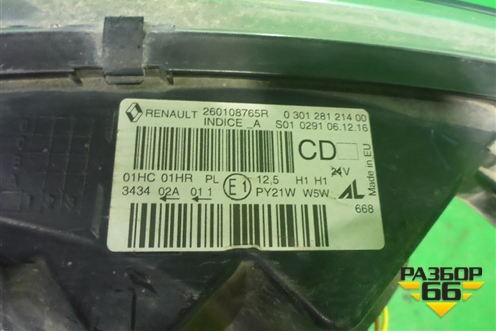 RENAULT 260108765R 0 301 281 214 00
INDICE _A S01 0291 06.12.16
CD
24V
Made in EU
01HC 01HR PL E1 12,5 H1 H1
3434 02A 01 1 PY21W W5W AL
668
РАЗБОР
66